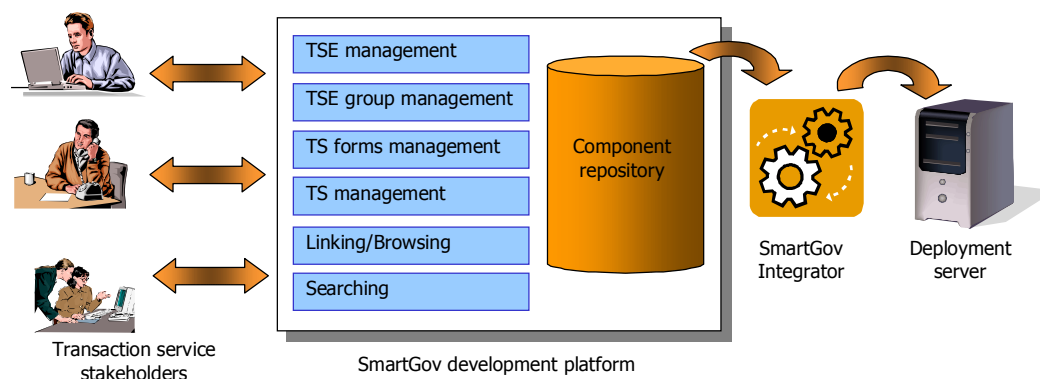 TSE management
TSE group management
TS forms management
TS management
Linking/Browsing
Searching
Component
repository
SmartGov
Integrator
Deployment
server
Transaction service
stakeholders
SmartGov development platform